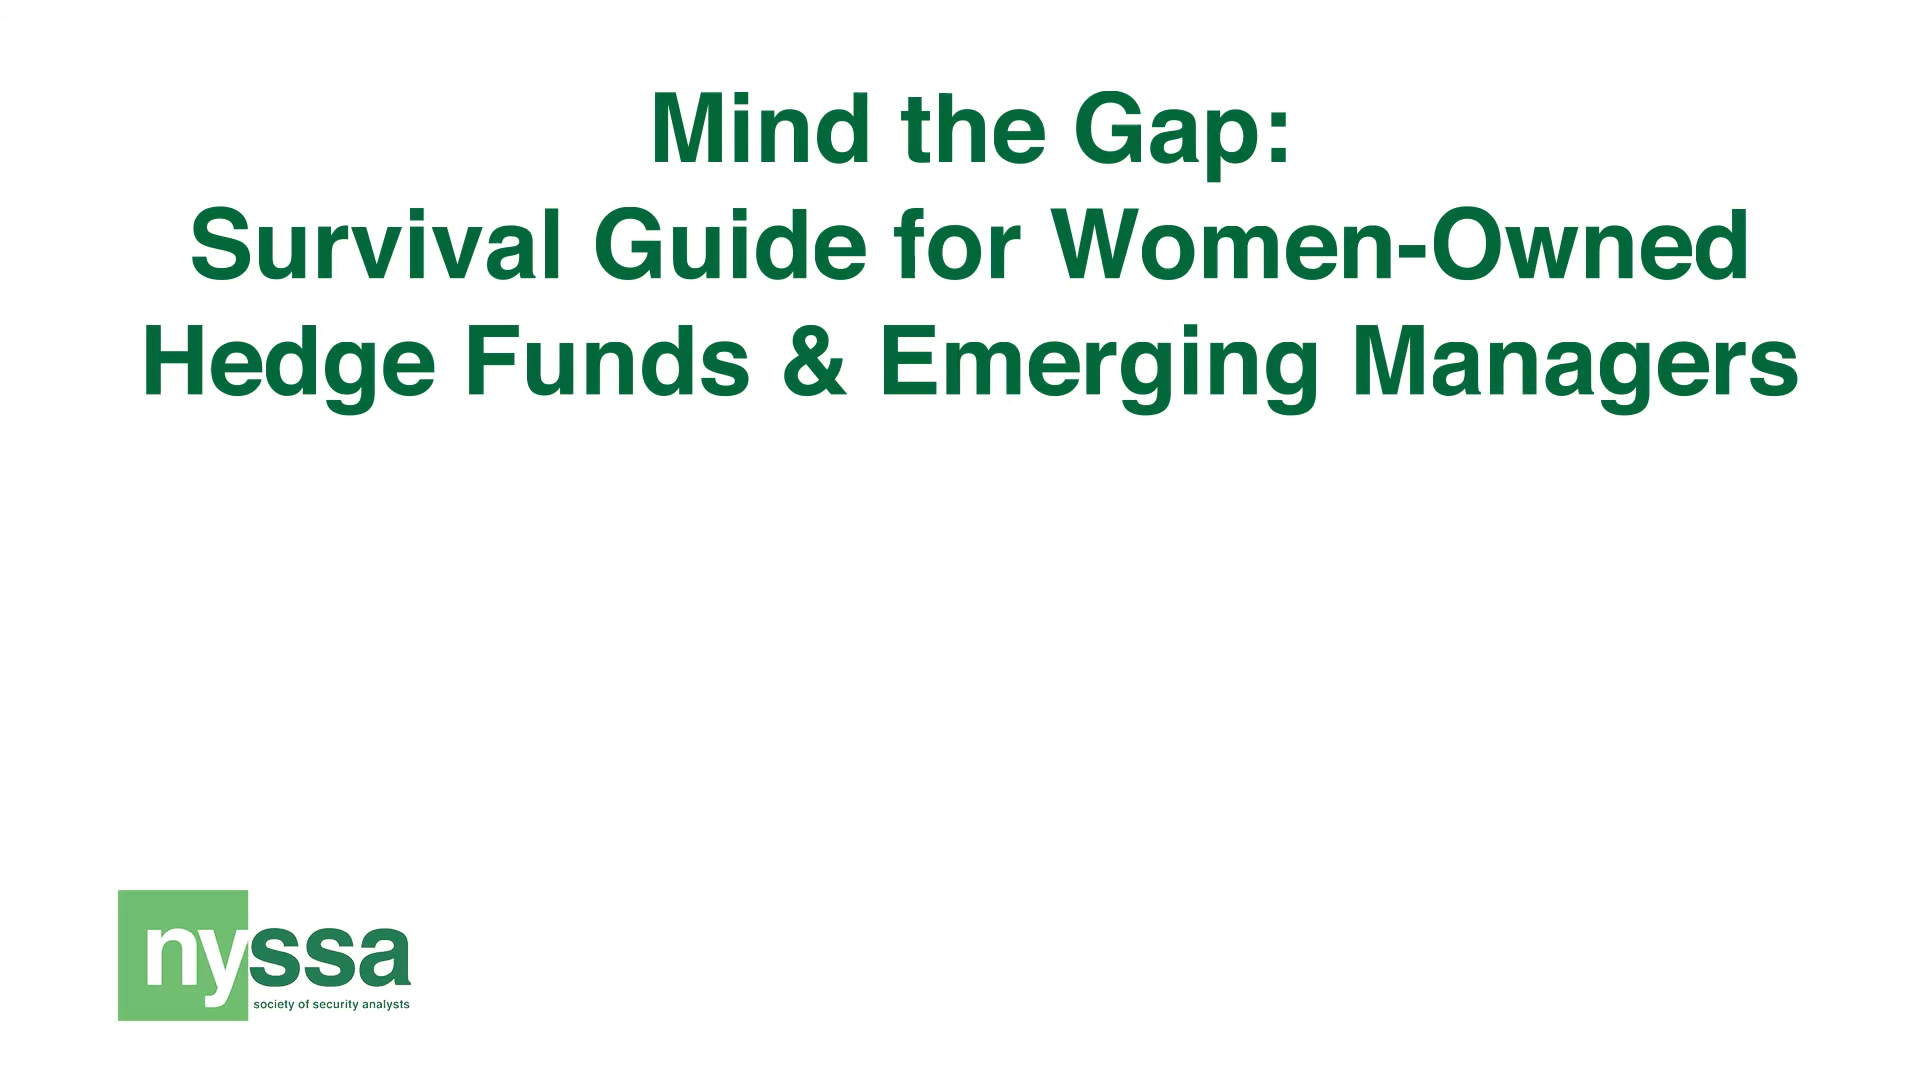 Mind the Gap:
Survival Guide for Women-Owned
Hedge Funds & Emerging Managers
nyssa
society of security analysts